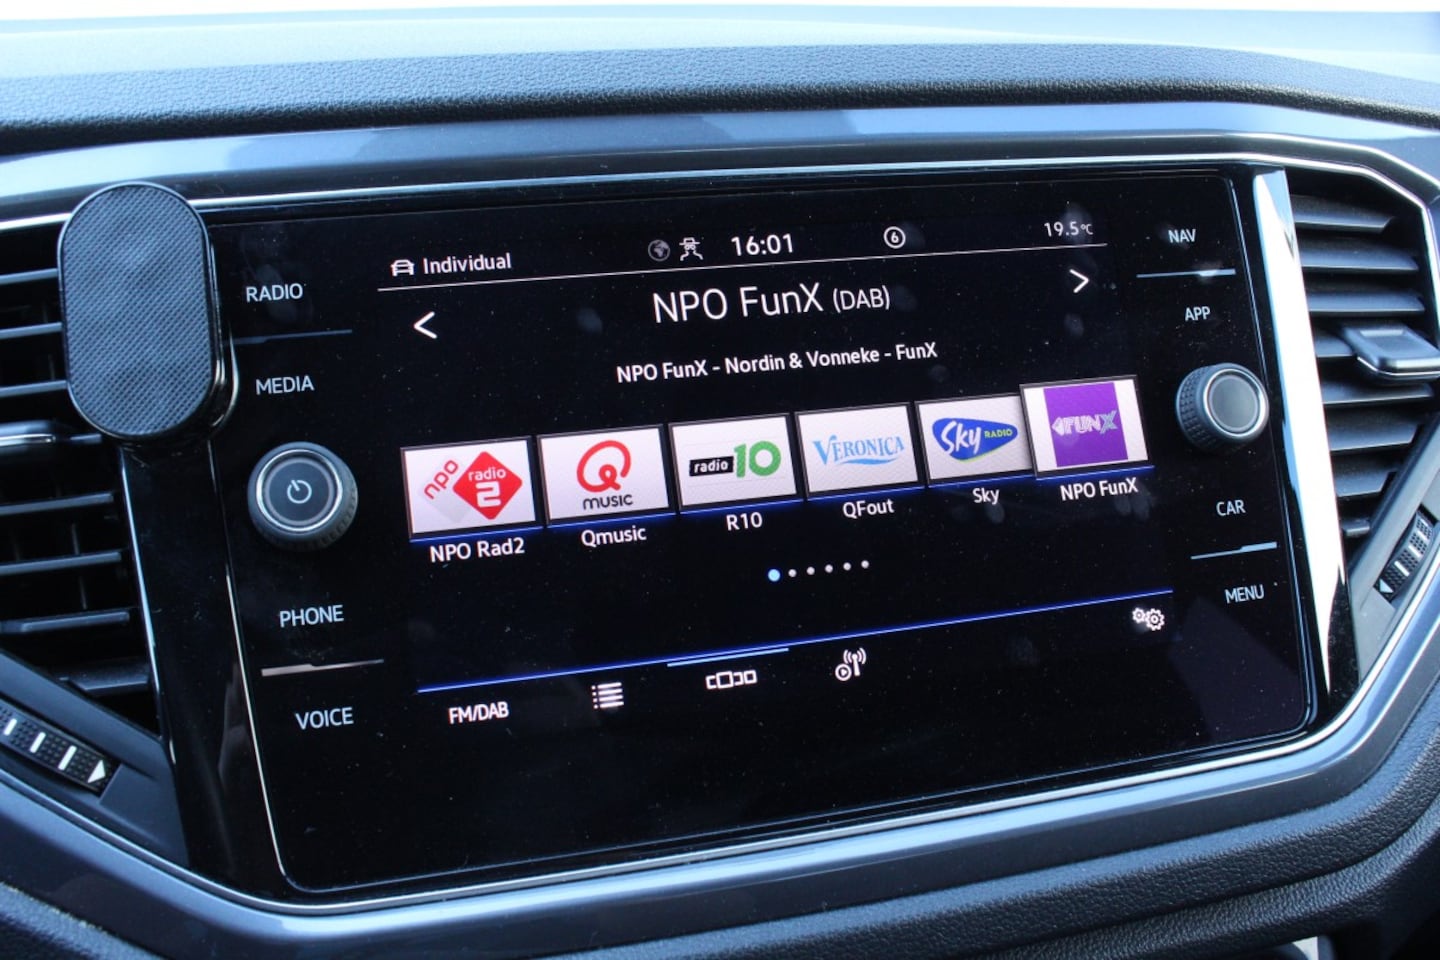 Individual 16:01 6 19.5°C
NPO FunX (DAB)
NPO FunX - Nordin & Vonneke - FunX
npo radio 2
Q MUSIC
radio 10
VERONICA
Sky RADIO
FUNX
NPO Rad2
Qmusic
R10
QFout
Sky
NPO FunX
FM/DAB
RADIO
MEDIA
PHONE
VOICE
NAV
APP
CAR
MENU